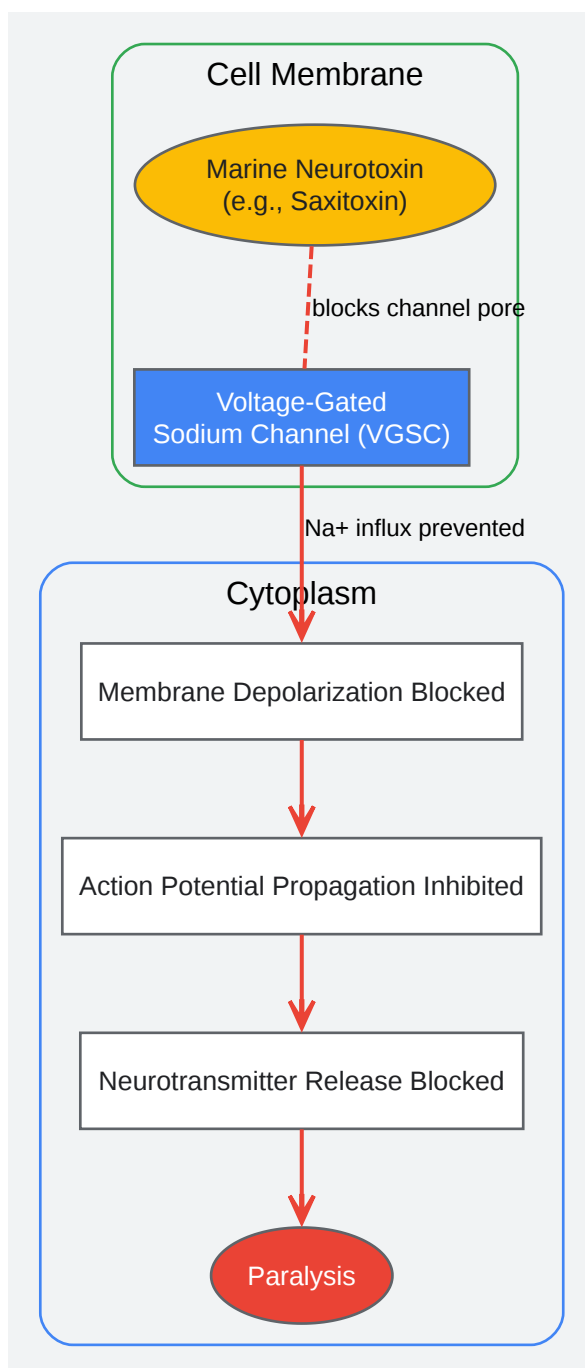 Cell Membrane
Marine Neurotoxin
(e.g., Saxitoxin)
blocks channel pore
Voltage-Gated
Sodium Channel (VGSC)
Na+ influx prevented
Cytoplasm
Membrane Depolarization Blocked
Action Potential Propagation Inhibited
Neurotransmitter Release Blocked
Paralysis